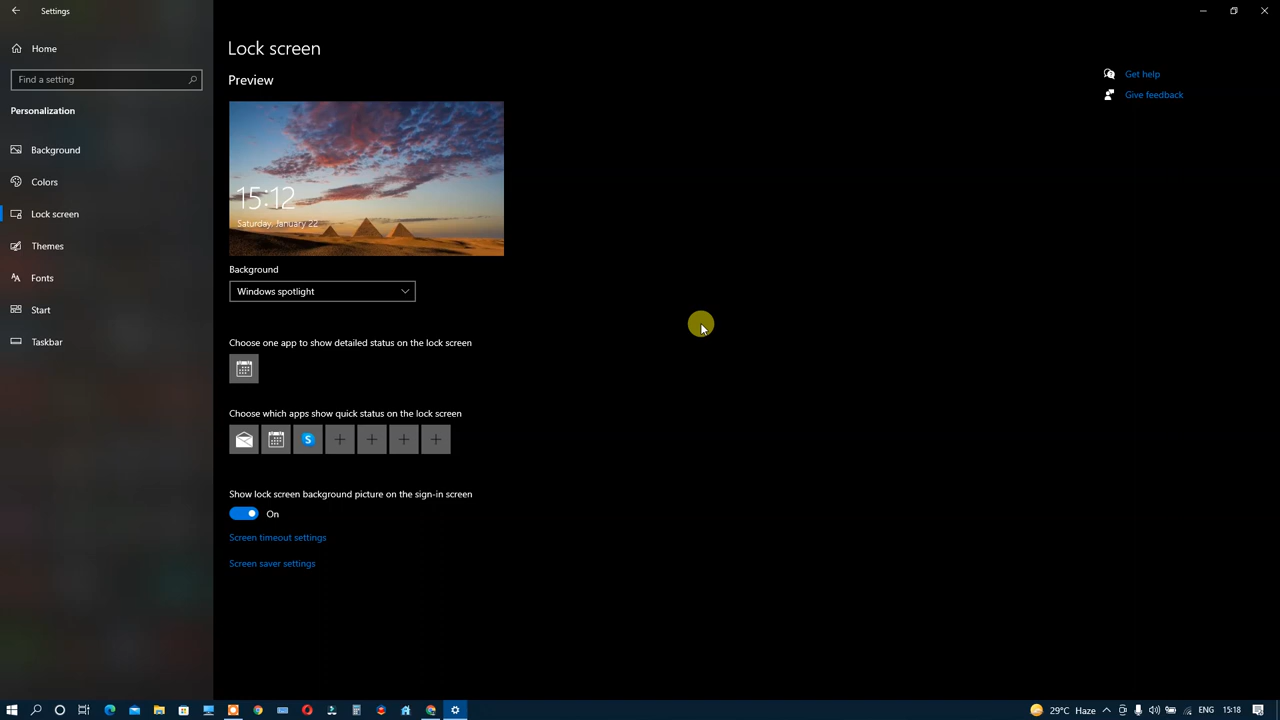 Settings
Home
Find a setting
Personalization
Background
Colors
Lock screen
Themes
Fonts
Start
Taskbar
Lock screen
Preview
15:12
Saturday, January 22
Background
Windows spotlight
Choose one app to show detailed status on the lock screen
Choose which apps show quick status on the lock screen
S
Show lock screen background picture on the sign-in screen
On
Screen timeout settings
Screen saver settings
Get help
Give feedback
29°C Haze
ENG
15:18